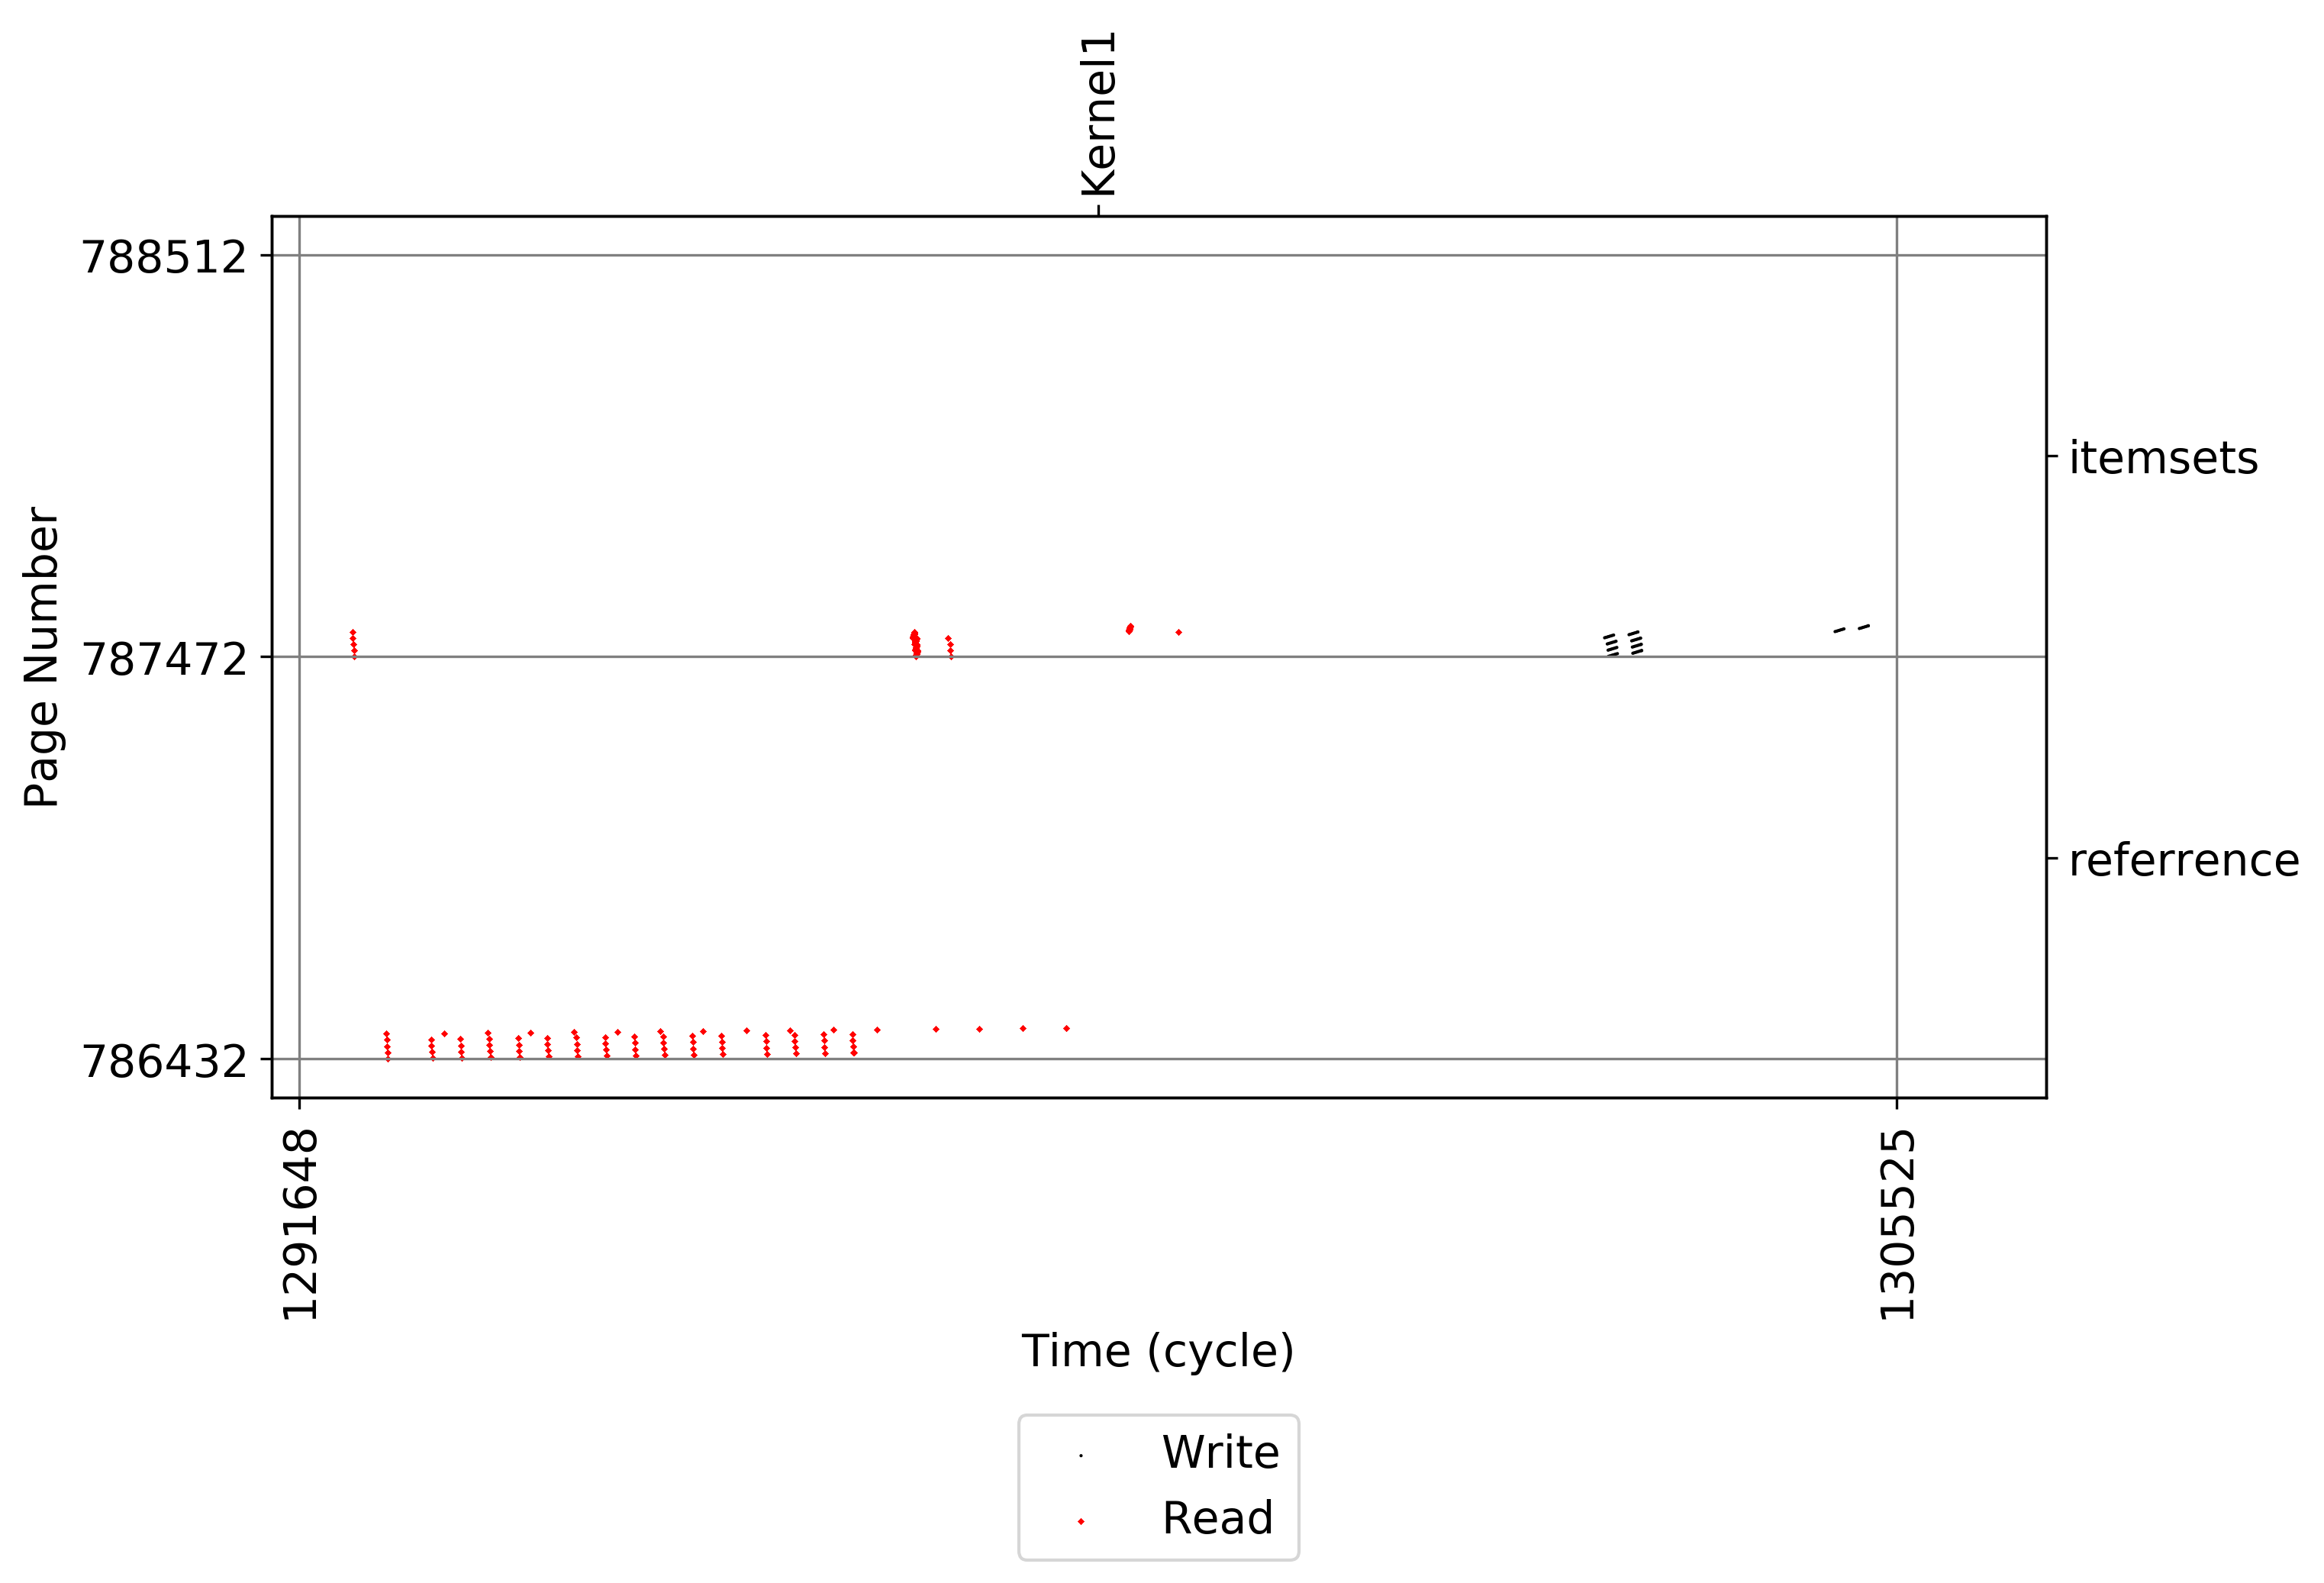 Kernel1
788512
itemsets
787472
Page Number
referrence
786432
1291648
1305525
Time (cycle)
Write
Read